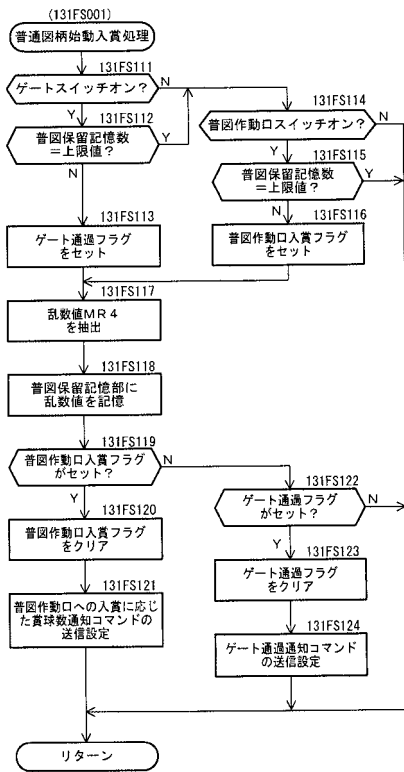 (131FS001)
普通図柄始動入賞処理
131FS111
ゲートスイッチオン?
N
Y
131FS112
普図保留記憶数
=上限値?
Y
N
131FS114
普図作動口スイッチオン?
N
Y
131FS115
普図保留記憶数
=上限値?
Y
N
131FS113
ゲート通過フラグ
をセット
131FS116
普図作動口入賞フラグ
をセット
131FS117
乱数値MR4
を抽出
131FS118
普図保留記憶部に
乱数値を記憶
131FS119
普図作動口入賞フラグ
がセット?
N
Y
131FS120
普図作動口入賞フラグ
をクリア
131FS121
普図作動口への入賞に応じ
た賞球数通知コマンドの
送信設定
131FS122
ゲート通過フラグ
がセット?
N
Y
131FS123
ゲート通過フラグ
をクリア
131FS124
ゲート通過通知コマンド
の送信設定
リターン